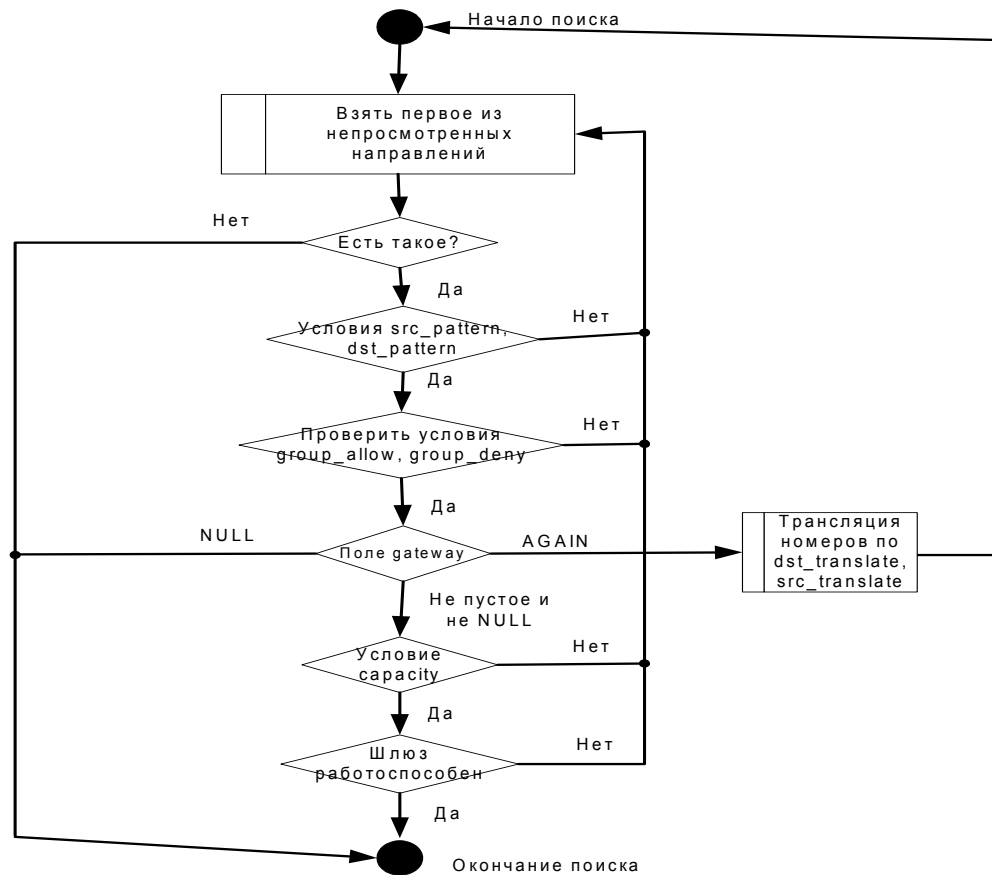 Начало поиска
Взять первое из
непросмотренных
направлений
Нет
Есть такое?
Да
Условия src_pattern,
dst_pattern
Нет
Да
Проверить условия
group_allow, group_deny
Нет
Да
NULL
Поле gateway
AGAIN
Трансляция
номеров по
dst_translate,
src_translate
Не пустое и
не NULL
Условие
capacity
Нет
Да
Шлюз
работоспособен
Нет
Да
Окончание поиска